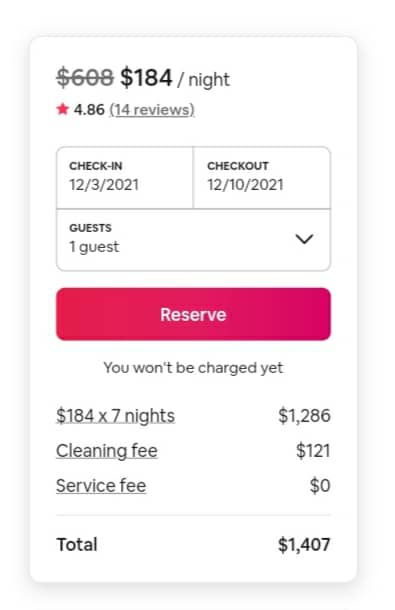 $608 $184 / night
4.86 (14 reviews)
CHECK-IN
12/3/2021
CHECKOUT
12/10/2021
GUESTS
1 guest
Reserve
You won't be charged yet
$184 x 7 nights $1,286
Cleaning fee $121
Service fee $0
Total $1,407